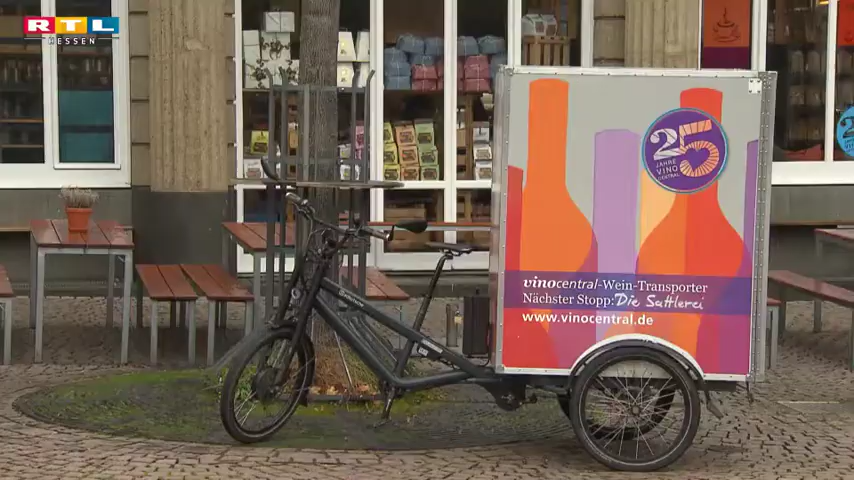 RTL
HESSEN
25
JAHRE
VINO
CENTRAL
vinocentral-Wein-Transporter
Nächster Stopp: Die Sattlerei
www.vinocentral.de